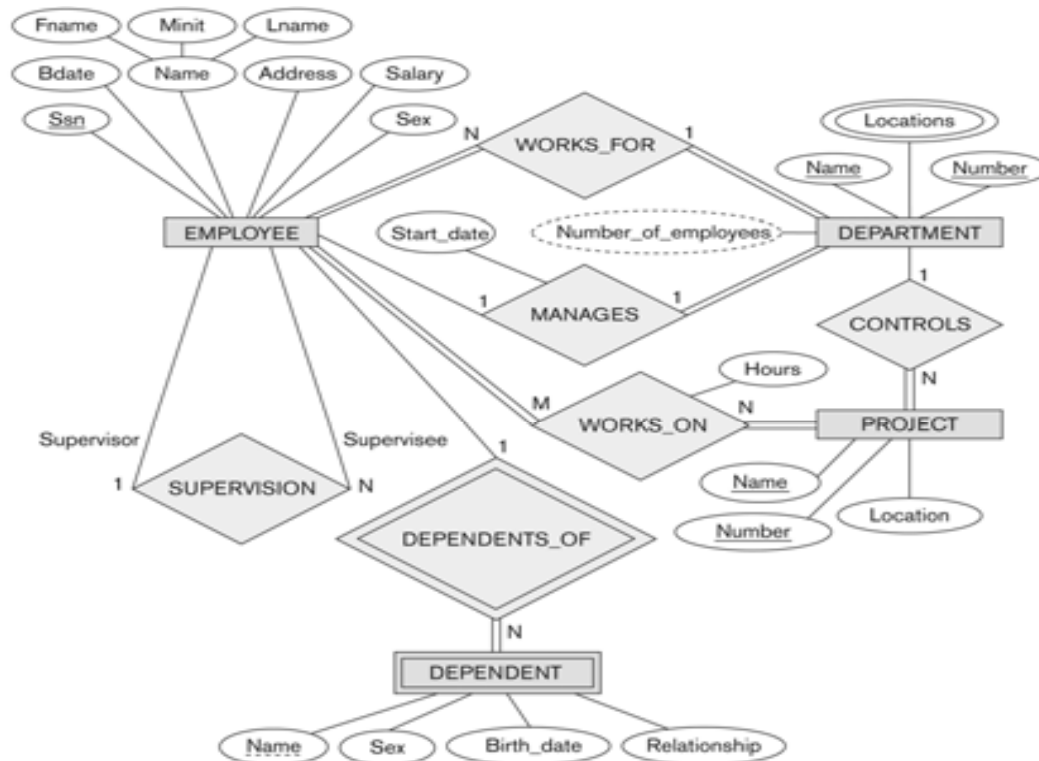 Fname Minit Lname
Bdate Name Address Salary
Ssn Sex
N WORKS_FOR 1
Locations
Name Number
EMPLOYEE
Start_date
Number_of_employees
DEPARTMENT
1 MANAGES 1
1
CONTROLS
N
Hours
M WORKS_ON N
PROJECT
Name
Number
Location
Supervisor Supervisee
1 SUPERVISION N
1
DEPENDENTS_OF
N
DEPENDENT
Name Sex Birth_date Relationship